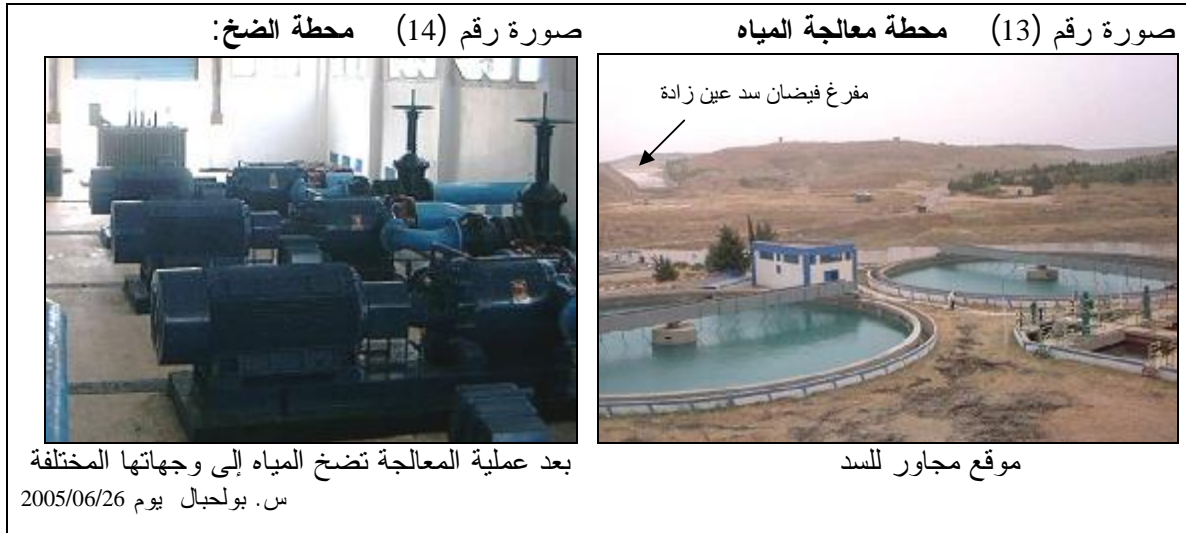 صورة رقم (13) محطة معالجة المياه
مفرغ فيضان سد عين زادة
موقع مجاور للسد
صورة رقم (14) محطة الضخ:
بعد عملية المعالجة تضخ المياه إلى وجهاتها المختلفة
س. بولحبال يوم 2005/06/26